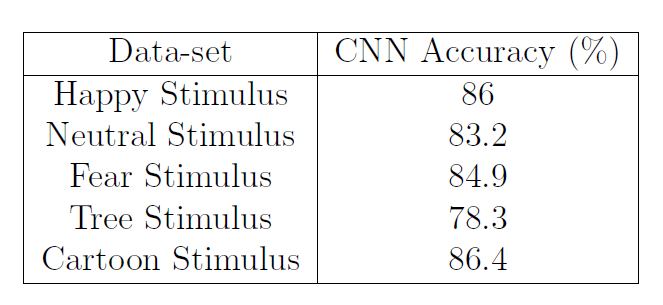 Data-set CNN Accuracy (%)
Happy Stimulus 86
Neutral Stimulus 83.2
Fear Stimulus 84.9
Tree Stimulus 78.3
Cartoon Stimulus 86.4